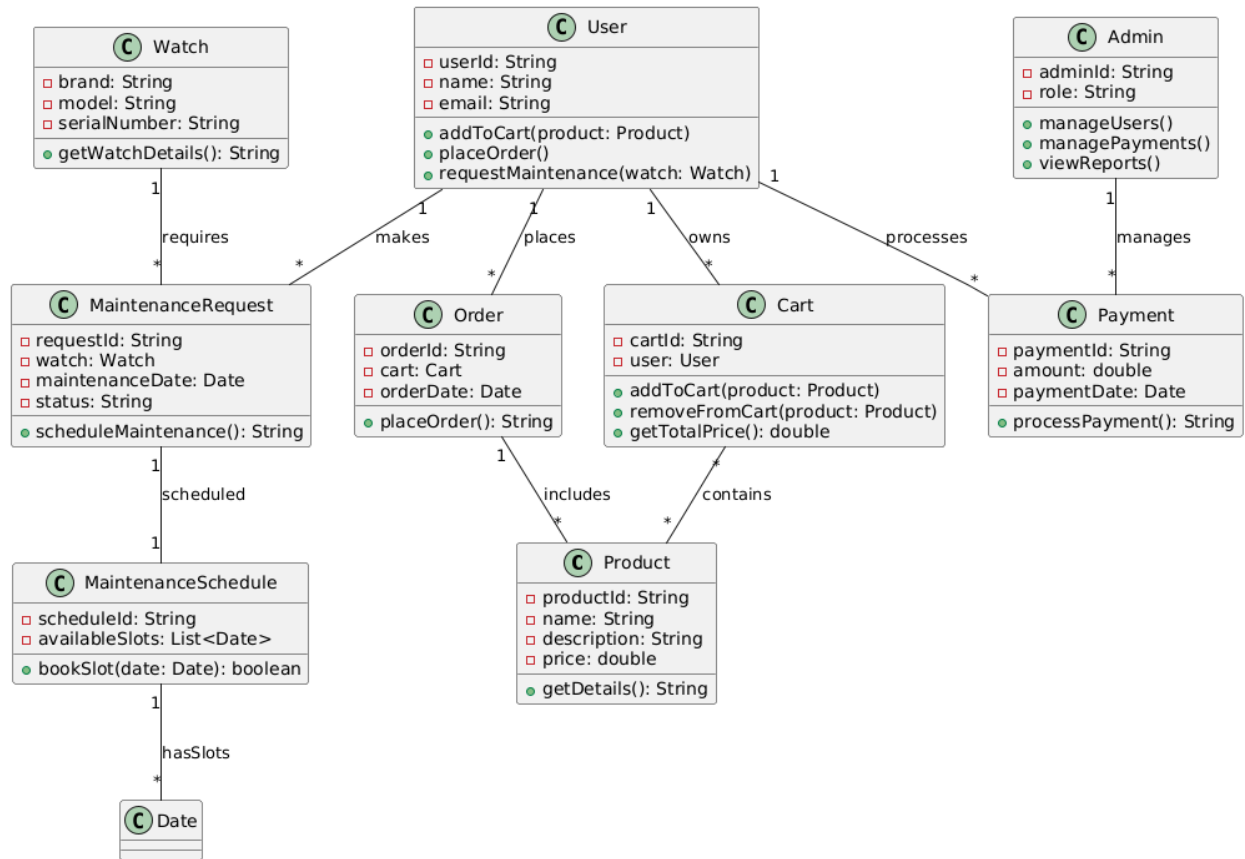 C Watch
brand: String
model: String
serialNumber: String
getWatchDetails(): String
C User
userId: String
name: String
email: String
addToCart(product: Product)
placeOrder()
requestMaintenance(watch: Watch)
C Admin
adminId: String
role: String
manageUsers()
managePayments()
viewReports()
1
requires
*
1
makes
*
1
places
*
1
owns
*
1
processes
*
1
manages
*
C MaintenanceRequest
requestId: String
watch: Watch
maintenanceDate: Date
status: String
scheduleMaintenance(): String
C Order
orderId: String
cart: Cart
orderDate: Date
placeOrder(): String
C Cart
cartId: String
user: User
addToCart(product: Product)
removeFromCart(product: Product)
getTotalPrice(): double
C Payment
paymentId: String
amount: double
paymentDate: Date
processPayment(): String
1
scheduled
1
1
includes
*
*
contains
*
C MaintenanceSchedule
scheduleId: String
availableSlots: List<Date>
bookSlot(date: Date): boolean
C Product
productId: String
name: String
description: String
price: double
getDetails(): String
1
hasSlots
*
C Date